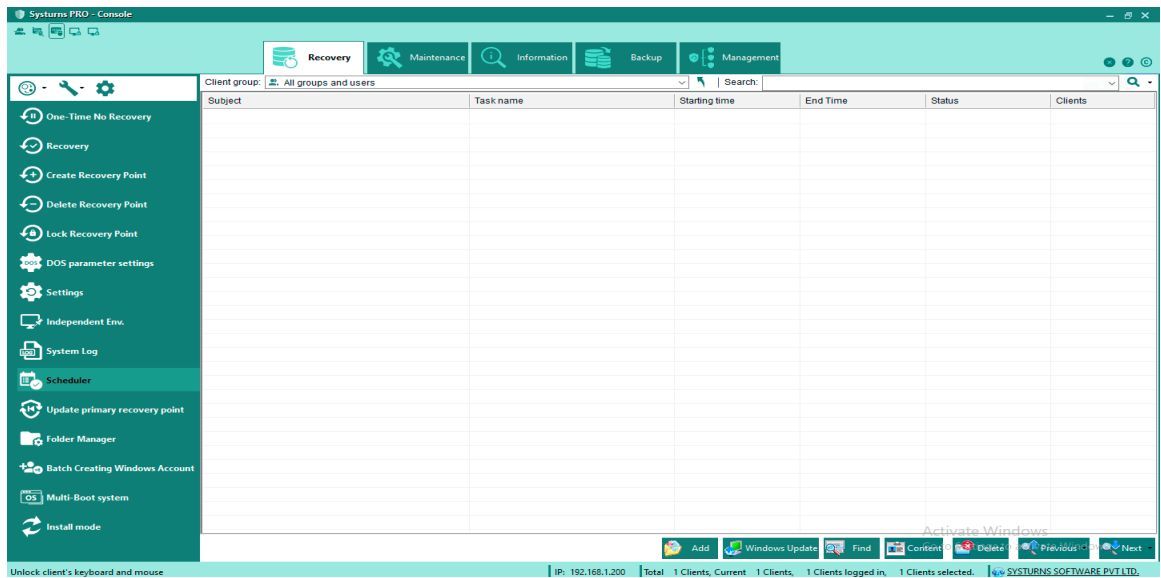 Systurns PRO - Console
Recovery
Maintenance
Information
Backup
Management
Client group: All groups and users
Search:
Subject
Task name
Starting time
End Time
Status
Clients
One-Time No Recovery
Recovery
Create Recovery Point
Delete Recovery Point
Lock Recovery Point
DOS
DOS parameter settings
Settings
Independent Env.
LOG
System Log
Scheduler
Update primary recovery point
Folder Manager
Batch Creating Windows Account
OS
Multi-Boot system
Install mode
Activate Windows
Add
Windows Update
Find
Content
Delete
Previous
Next
Unlock client's keyboard and mouse
IP: 192.168.1.200
Total 1 Clients, Current 1 Clients, 1 Clients logged in, 1 Clients selected.
SYSTURNS SOFTWARE PVT LTD.